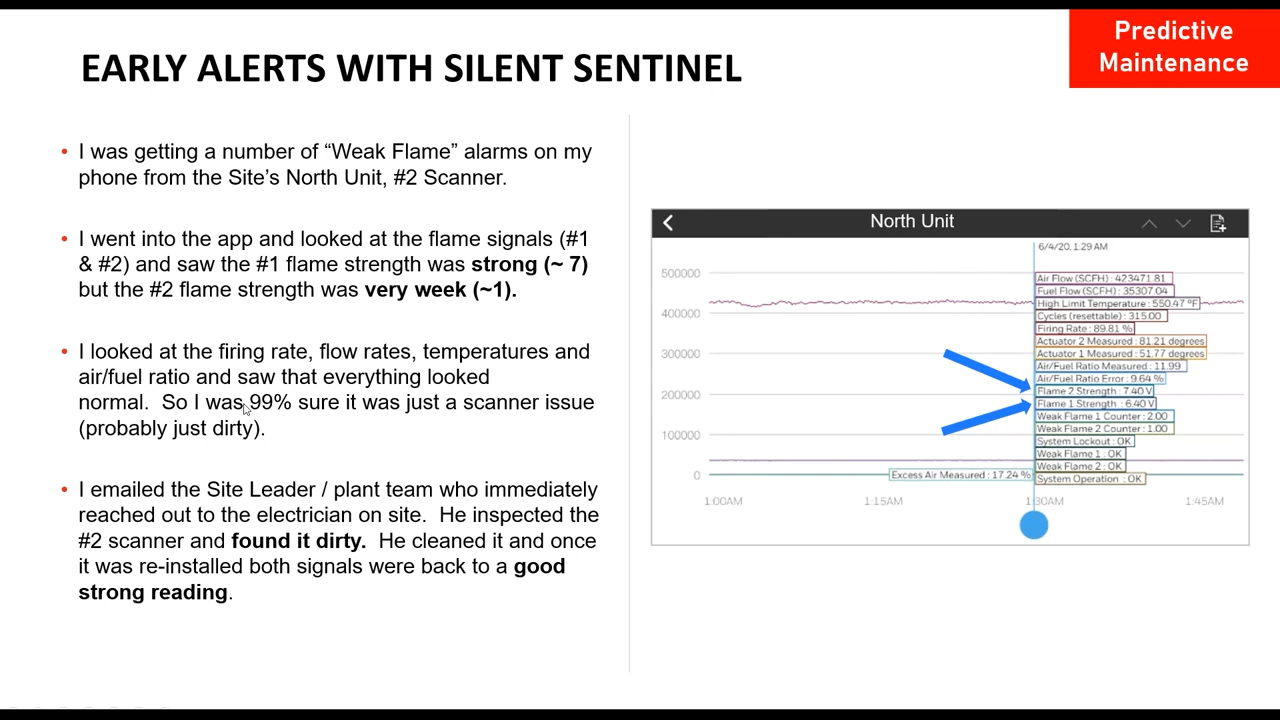 Predictive
Maintenance
EARLY ALERTS WITH SILENT SENTINEL
• I was getting a number of “Weak Flame” alarms on my
phone from the Site’s North Unit, #2 Scanner.
• I went into the app and looked at the flame signals (#1
& #2) and saw the #1 flame strength was strong (~ 7)
but the #2 flame strength was very week (~1).
• I looked at the firing rate, flow rates, temperatures and
air/fuel ratio and saw that everything looked
normal. So I was 99% sure it was just a scanner issue
(probably just dirty).
• I emailed the Site Leader / plant team who immediately
reached out to the electrician on site. He inspected the
#2 scanner and found it dirty. He cleaned it and once
it was re-installed both signals were back to a good
strong reading.
North Unit
6/4/20, 1:29 AM
500000
400000
300000
200000
100000
0
Air Flow (SCFH) : 423471.81
Fuel Flow (SCFH) : 35307.04
High Limit Temperature : 550.47 °F
Cycles (resettable) : 315.00
Firing Rate : 89.81 %
Actuator 2 Measured : 81.21 degrees
Actuator 1 Measured : 51.77 degrees
Air/Fuel Ratio Measured : 11.99
Air/Fuel Ratio Error : 9.64 %
Flame 2 Strength : 7.40 V
Flame 1 Strength : 6.40 V
Weak Flame 1 Counter : 2.00
Weak Flame 2 Counter : 1.00
System Lockout : OK
Weak Flame 1 : OK
Weak Flame 2 : OK
Excess Air Measured : 17.24 %
System Operation : OK
1:00AM
1:15AM
1:30AM
1:45AM